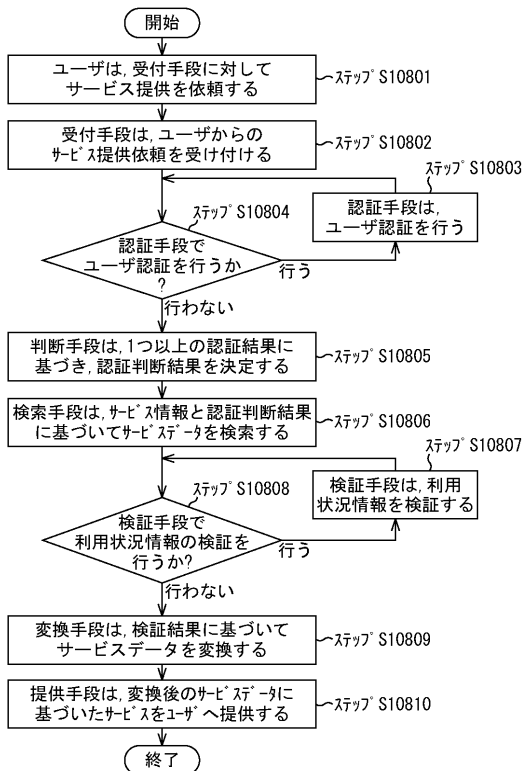 開始
ユーザは,受付手段に対して
サービス提供を依頼する
ステップS10801
受付手段は,ユーザからの
サービス提供依頼を受け付ける
ステップS10802
ステップS10803
認証手段は,
ユーザ認証を行う
ステップS10804
認証手段で
ユーザ認証を行うか
?
行う
行わない
判断手段は,1つ以上の認証結果に
基づき,認証判断結果を決定する
ステップS10805
検索手段は,サービス情報と認証判断結果
に基づいてサービスデータを検索する
ステップS10806
ステップS10807
検証手段は,利用
状況情報を検証する
ステップS10808
検証手段で
利用状況情報の検証を
行うか?
行う
行わない
変換手段は,検証結果に基づいて
サービスデータを変換する
ステップS10809
提供手段は,変換後のサービスデータに
基づいたサービスをユーザへ提供する
ステップS10810
終了